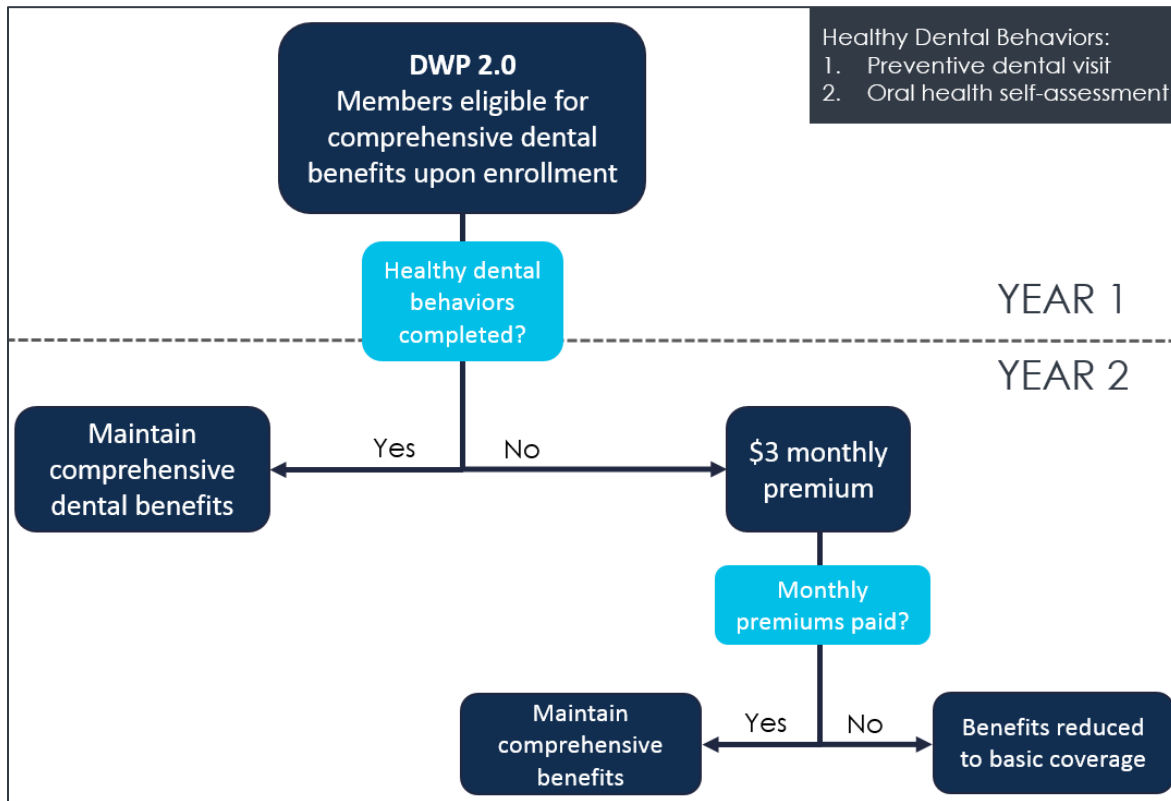 DWP 2.0
Members eligible for
comprehensive dental
benefits upon enrollment
Healthy Dental Behaviors:
1. Preventive dental visit
2. Oral health self-assessment
Healthy dental
behaviors
completed?
YEAR 1
YEAR 2
Maintain
comprehensive
dental benefits
Yes
No
$3 monthly
premium
Monthly
premiums paid?
Maintain
comprehensive
benefits
Yes
No
Benefits reduced
to basic coverage